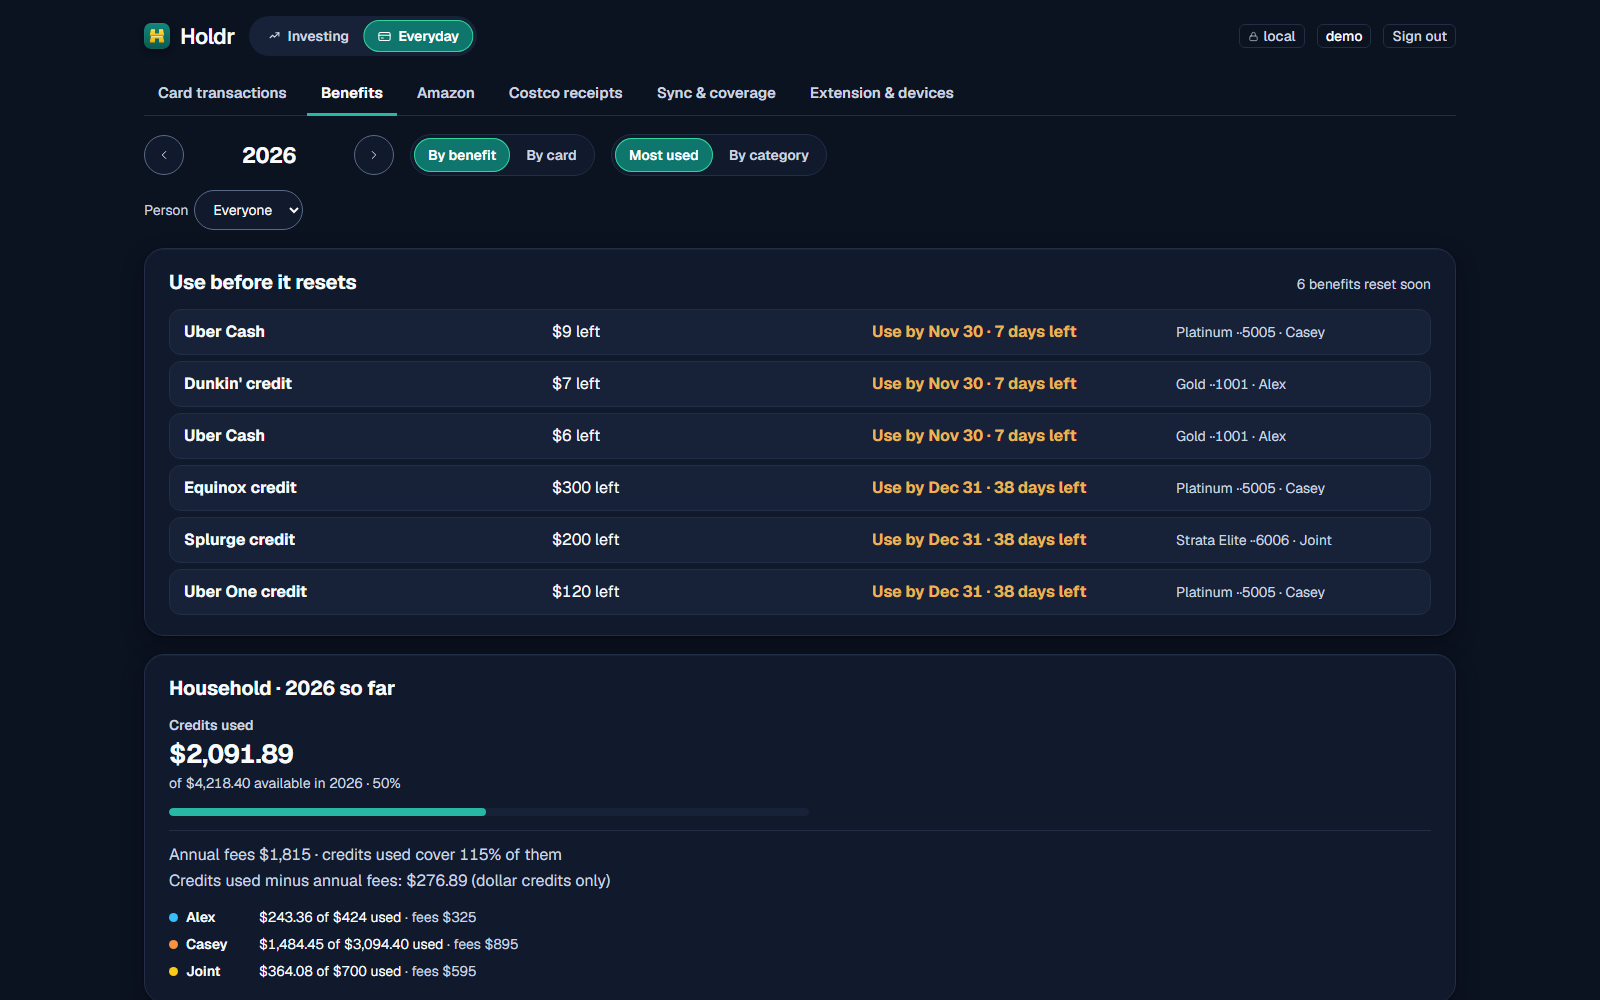 Holdr
Investing
Everyday
local
demo
Sign out
Card transactions
Benefits
Amazon
Costco receipts
Sync & coverage
Extension & devices
2026
By benefit
By card
Most used
By category
Person
Everyone
Use before it resets
6 benefits reset soon
Uber Cash $9 left Use by Nov 30 · 7 days left Platinum ··5005 · Casey
Dunkin' credit $7 left Use by Nov 30 · 7 days left Gold ··1001 · Alex
Uber Cash $6 left Use by Nov 30 · 7 days left Gold ··1001 · Alex
Equinox credit $300 left Use by Dec 31 · 38 days left Platinum ··5005 · Casey
Splurge credit $200 left Use by Dec 31 · 38 days left Strata Elite ··6006 · Joint
Uber One credit $120 left Use by Dec 31 · 38 days left Platinum ··5005 · Casey
Household · 2026 so far
Credits used
$2,091.89
of $4,218.40 available in 2026 · 50%
Annual fees $1,815 · credits used cover 115% of them
Credits used minus annual fees: $276.89 (dollar credits only)
Alex $243.36 of $424 used · fees $325
Casey $1,484.45 of $3,094.40 used · fees $895
Joint $364.08 of $700 used · fees $595